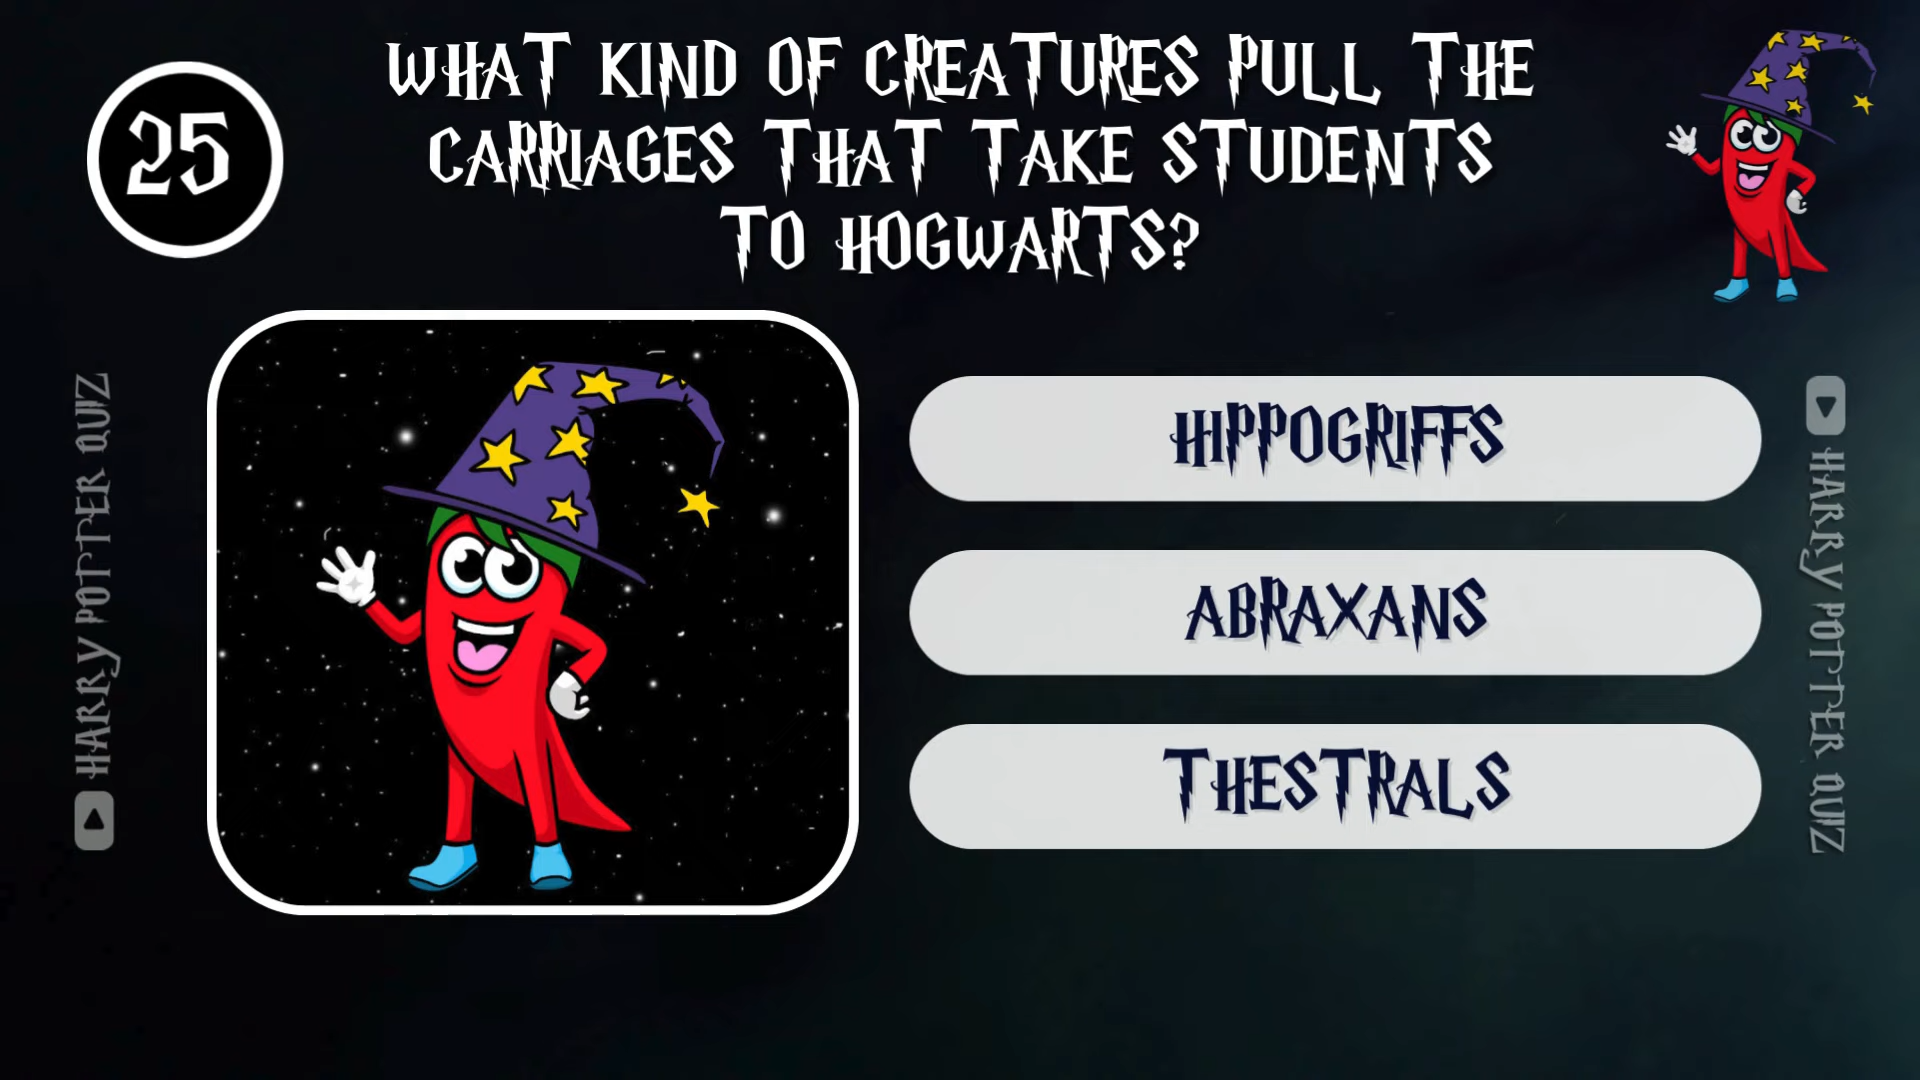 25
WHAT KIND OF CREATURES PULL THE
CARRIAGES THAT TAKE STUDENTS
TO HOGWARTS?
HIPPOGRIFFS
ABRAXANS
THESTRALS
HARRY POTTER QUIZ
HARRY POTTER QUIZ